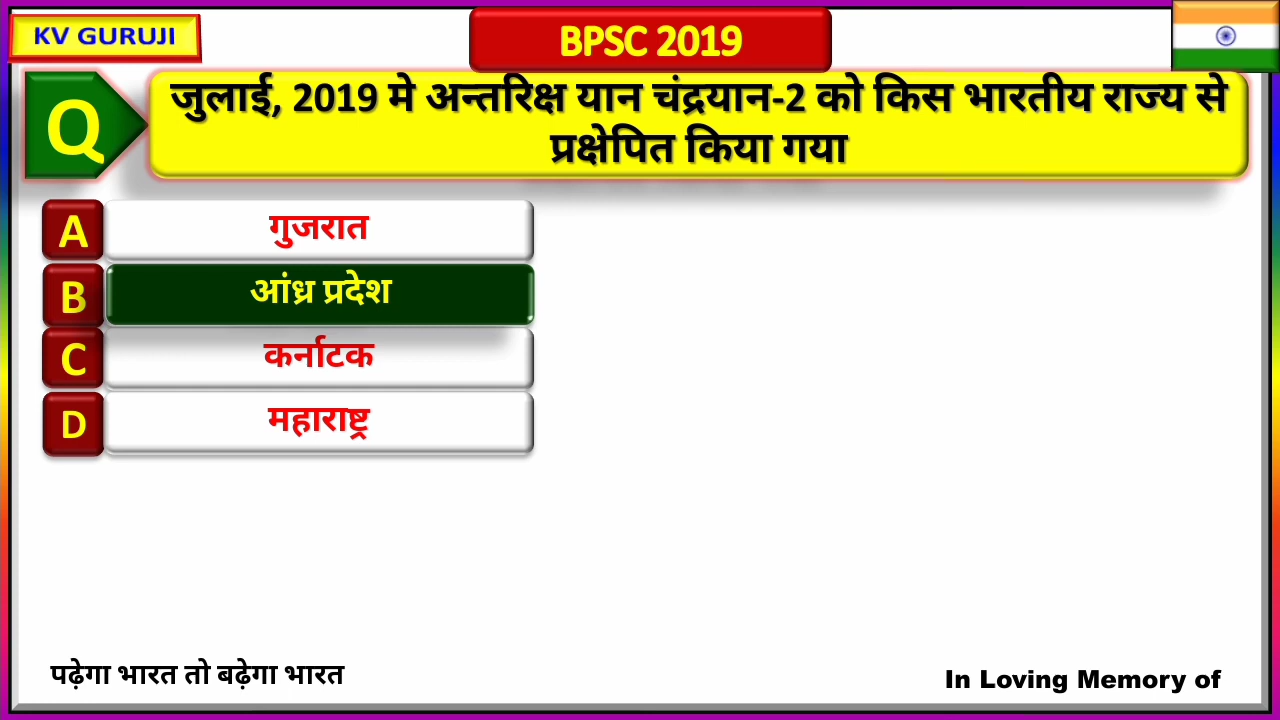 KV GURUJI
BPSC 2019
Q
जुलाई, 2019 मे अन्तरिक्ष यान चंद्रयान-2 को किस भारतीय राज्य से
प्रक्षेपित किया गया
A गुजरात
B आंध्र प्रदेश
C कर्नाटक
D महाराष्ट्र
पढ़ेगा भारत तो बढ़ेगा भारत
In Loving Memory of